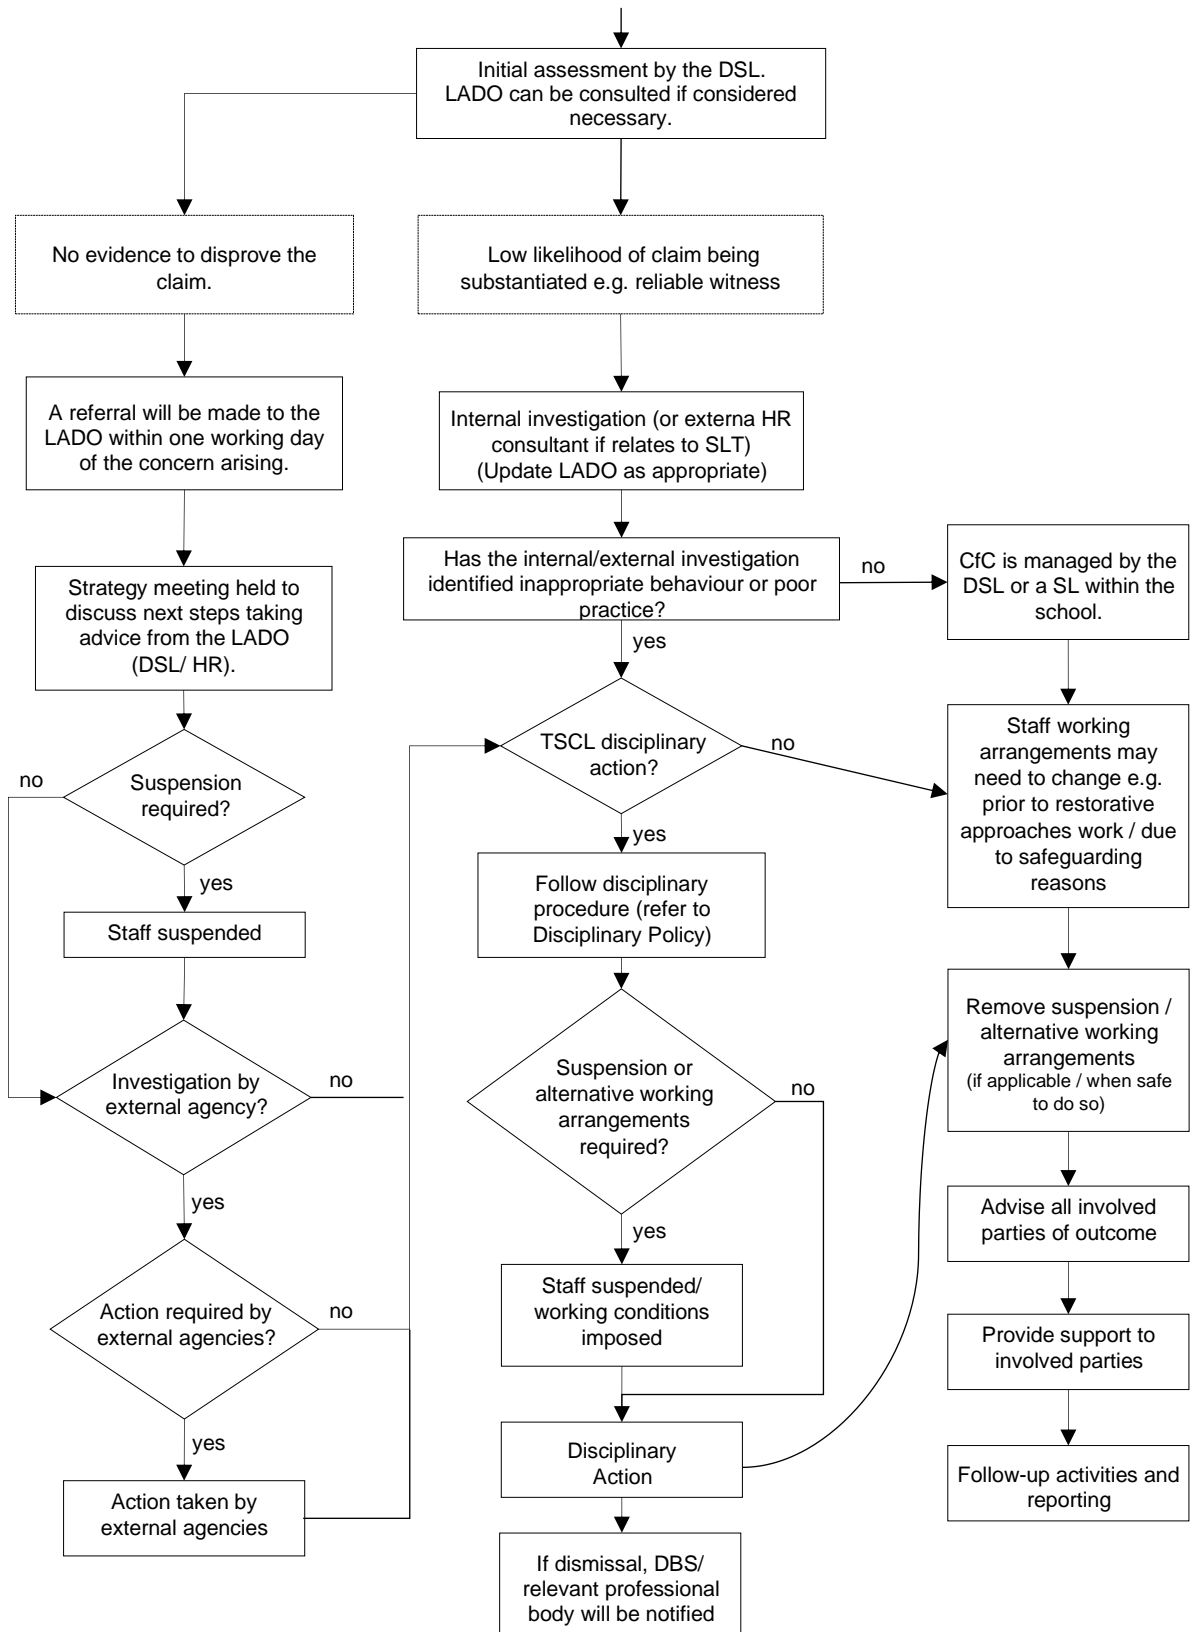 Initial assessment by the DSL.
LADO can be consulted if considered
necessary.
No evidence to disprove the
claim.
Low likelihood of claim being
substantiated e.g. reliable witness
A referral will be made to the
LADO within one working day
of the concern arising.
Internal investigation (or externa HR
consultant if relates to SLT)
(Update LADO as appropriate)
Strategy meeting held to
discuss next steps taking
advice from the LADO
(DSL/ HR).
Has the internal/external investigation
identified inappropriate behaviour or poor
practice?
no
CfC is managed by the
DSL or a SL within the
school.
yes
TSCL disciplinary
action?
no
Staff working
arrangements may
need to change e.g.
prior to restorative
approaches work / due
to safeguarding
reasons
no
Suspension
required?
yes
yes
Follow disciplinary
procedure (refer to
Disciplinary Policy)
Staff suspended
Remove suspension /
alternative working
arrangements
(if applicable / when safe
to do so)
Investigation by
external agency?
no
Suspension or
alternative working
arrangements
required?
no
yes
yes
Advise all involved
parties of outcome
Action required by
external agencies?
no
Staff suspended/
working conditions
imposed
Provide support to
involved parties
yes
Disciplinary
Action
Follow-up activities and
reporting
Action taken by
external agencies
If dismissal, DBS/
relevant professional
body will be notified